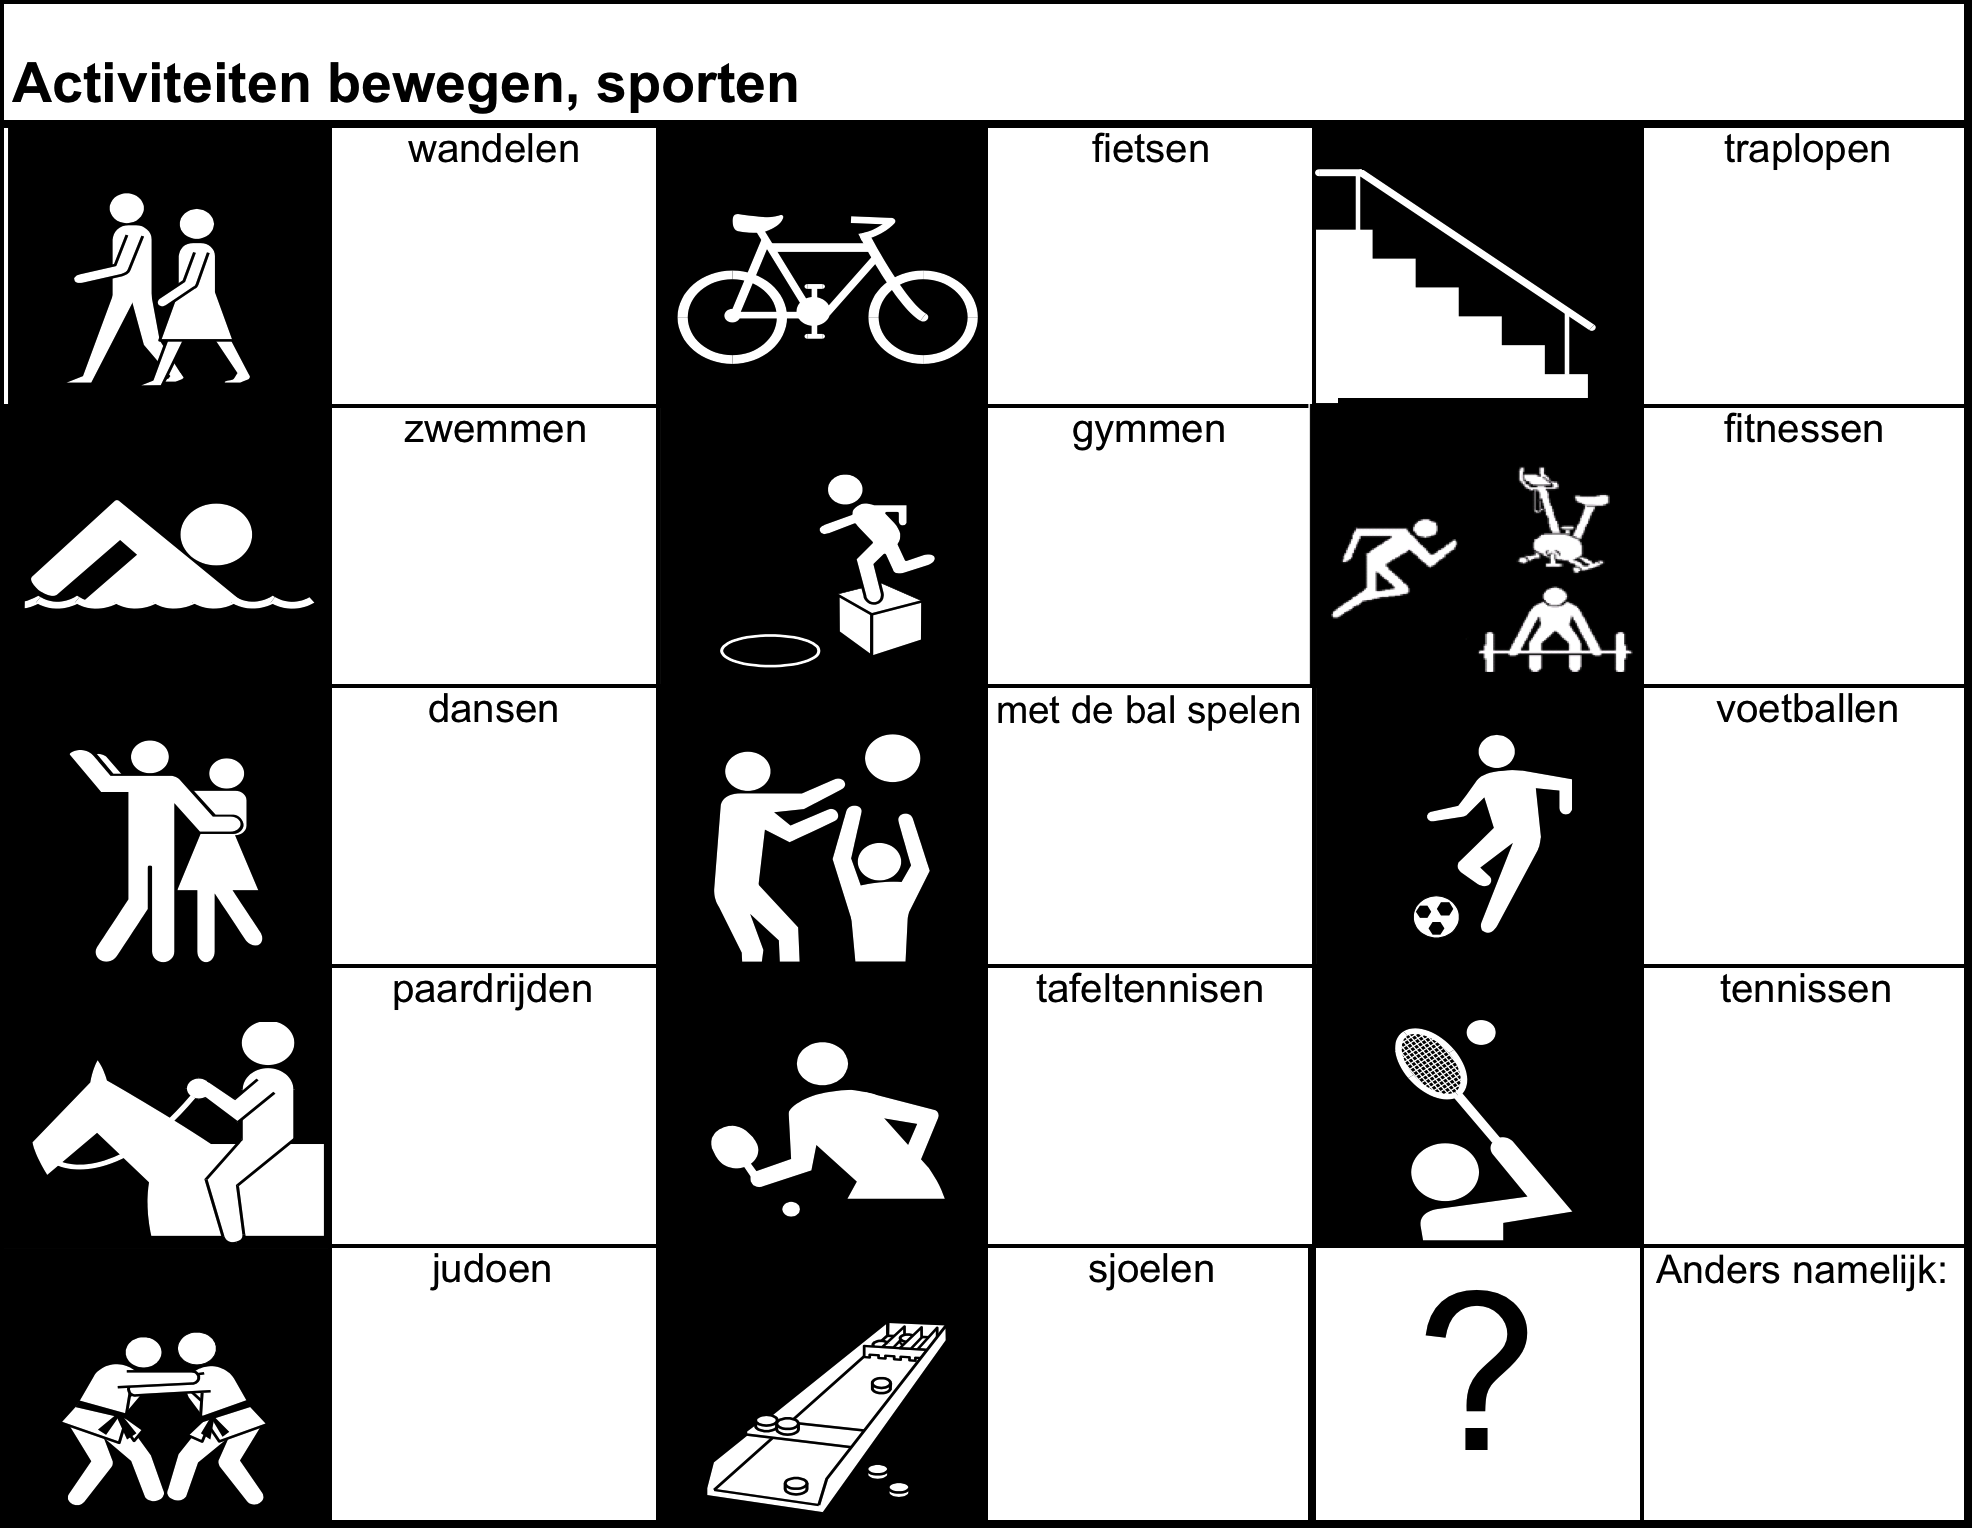 Activiteiten bewegen, sporten
wandelen
fietsen
traplopen
zwemmen
gymmen
fitnessen
dansen
met de bal spelen
voetballen
paardrijden
tafeltennisen
tennissen
judoen
sjoelen
?
Anders namelijk: